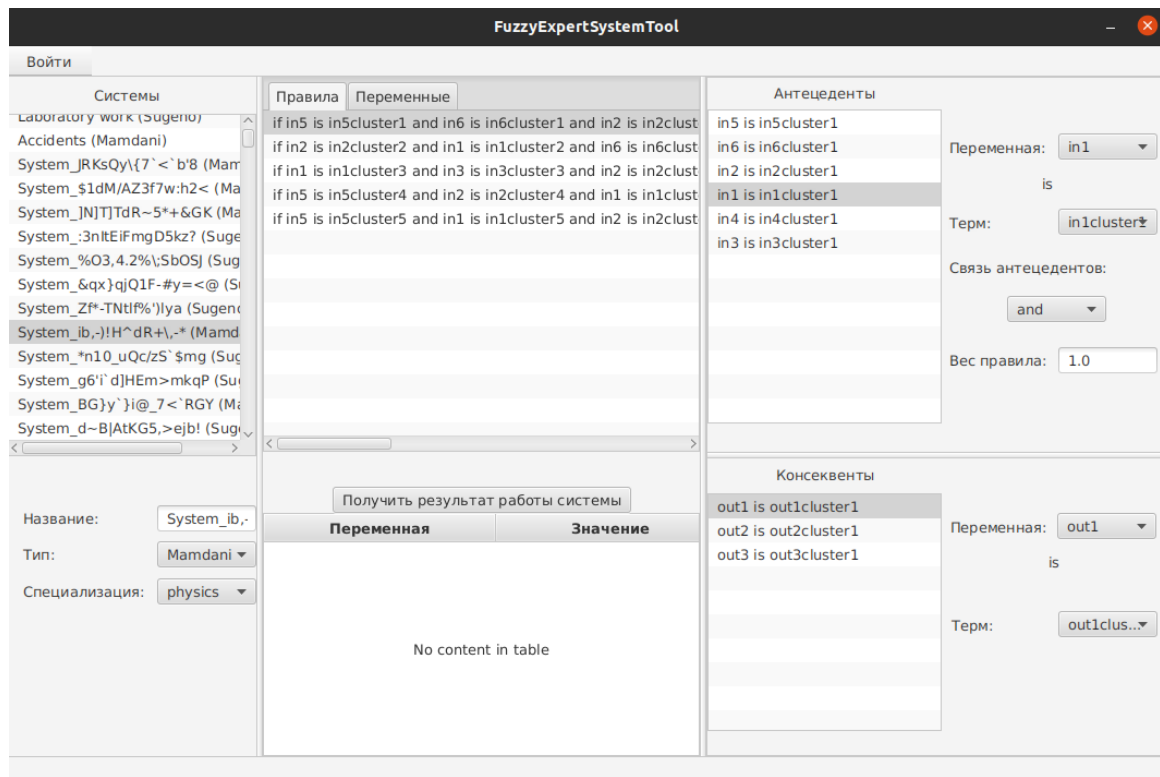 FuzzyExpertSystemTool
Войти
Системы
Laboratory work (Sugeno)
Accidents (Mamdani)
System_JRKsQy\{7`<`b'8 (Mam
System_$1dM/AZ3f7w:h2< (Ma
System_]N]T]TdR~5*+&GK (Ma
System_:3nItEiFmgD5kz? (Suge
System_%O3,4.2%\;SbOSJ (Sug
System_&qx}qjQ1F-#y=<@ (Su
System_Zf*-TNtlf%')lya (Sugeno
System_ib,-)!H^dR+\,-* (Mamd
System_*n10_uQc/zS`$mg (Sug
System_g6'i`d]HEm>mkqP (Su
System_BG}y`}i@_7<`RGY (Ma
System_d~B|AtKG5,>ejb! (Sug
Название:
System_ib,-
Тип:
Mamdani
Специализация:
physics
Правила
Переменные
if in5 is in5cluster1 and in6 is in6cluster1 and in2 is in2clust
if in2 is in2cluster2 and in1 is in1cluster2 and in6 is in6clust
if in1 is in1cluster3 and in3 is in3cluster3 and in2 is in2clust
if in5 is in5cluster4 and in2 is in2cluster4 and in1 is in1clust
if in5 is in5cluster5 and in1 is in1cluster5 and in2 is in2clust
Получить результат работы системы
Переменная
Значение
No content in table
Антецеденты
in5 is in5cluster1
in6 is in6cluster1
in2 is in2cluster1
in1 is in1cluster1
in4 is in4cluster1
in3 is in3cluster1
Переменная:
in1
is
Терм:
in1cluster1
Связь антецедентов:
and
Вес правила:
1.0
Консеквенты
out1 is out1cluster1
out2 is out2cluster1
out3 is out3cluster1
Переменная:
out1
is
Терм:
out1clus...